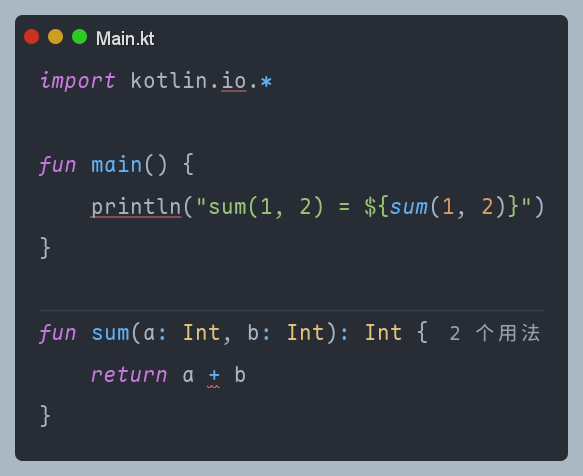 Main.kt
import kotlin.io.*
fun main() {
    println("sum(1, 2) = ${sum(1, 2)}")
}
fun sum(a: Int, b: Int): Int { 2 个用法
    return a + b
}